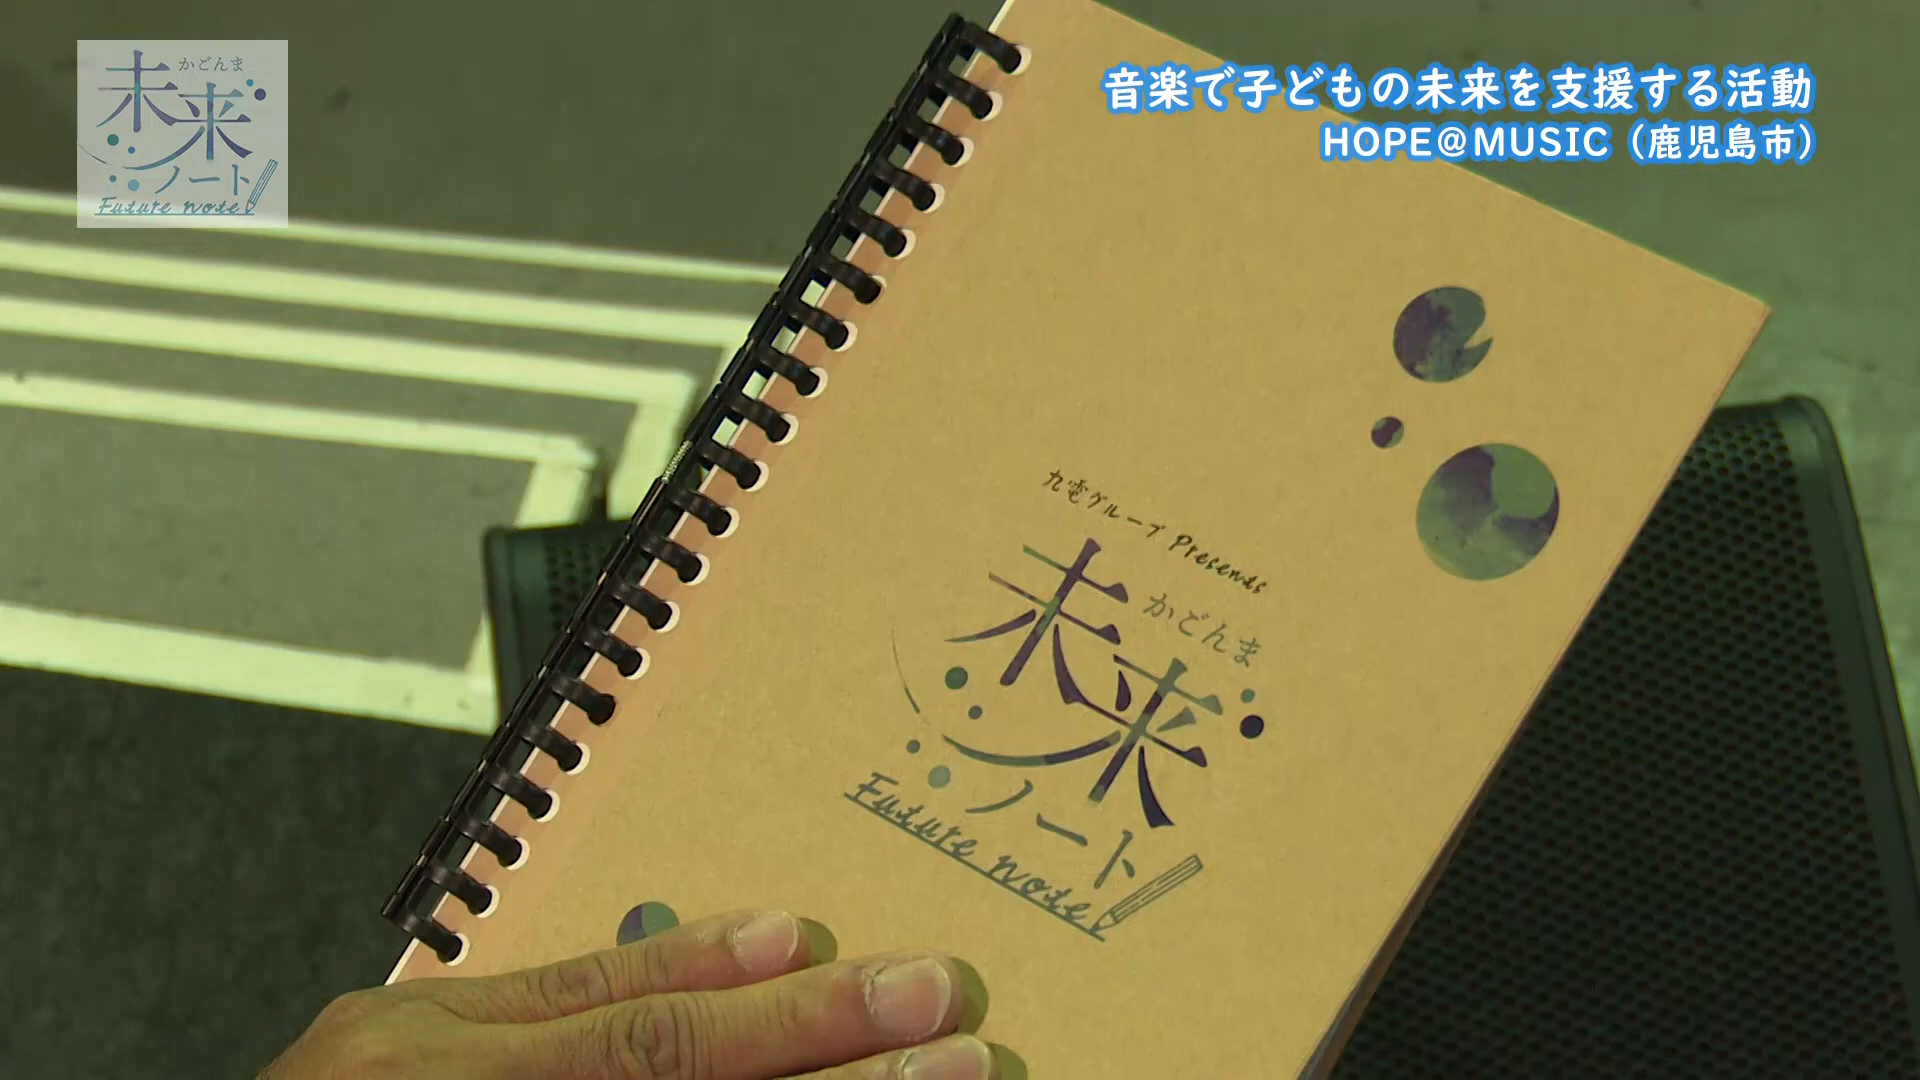 かごんま
未来
ノート
Future note
音楽で子どもの未来を支援する活動
HOPE@MUSIC（鹿児島市）
九電グループ Presents
かごんま
未来
ノート
Future note